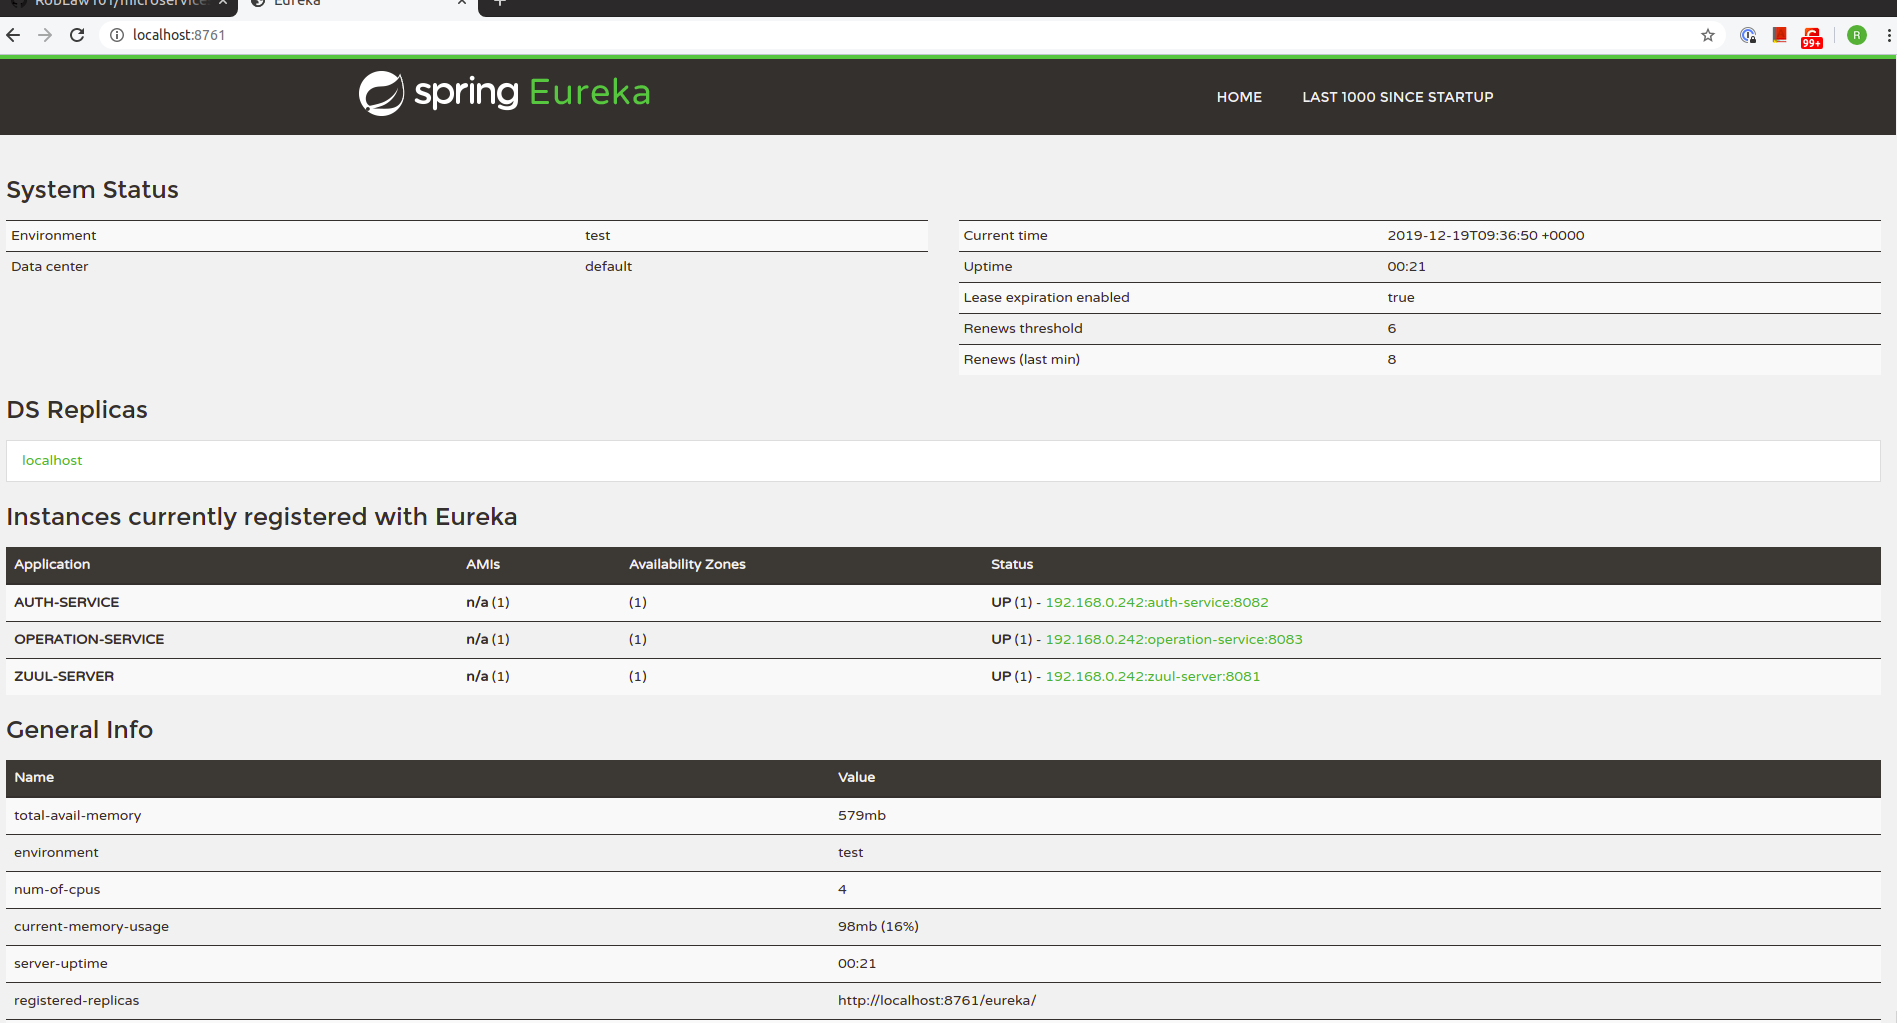 Eureka
localhost:8761
99+
R
spring Eureka
HOME LAST 1000 SINCE STARTUP
System Status
Environment test
Data center default
Current time 2019-12-19T09:36:50 +0000
Uptime 00:21
Lease expiration enabled true
Renews threshold 6
Renews (last min) 8
DS Replicas
localhost
Instances currently registered with Eureka
Application AMIs Availability Zones Status
AUTH-SERVICE n/a (1) (1) UP (1) - 192.168.0.242:auth-service:8082
OPERATION-SERVICE n/a (1) (1) UP (1) - 192.168.0.242:operation-service:8083
ZUUL-SERVER n/a (1) (1) UP (1) - 192.168.0.242:zuul-server:8081
General Info
Name Value
total-avail-memory 579mb
environment test
num-of-cpus 4
current-memory-usage 98mb (16%)
server-uptime 00:21
registered-replicas http://localhost:8761/eureka/